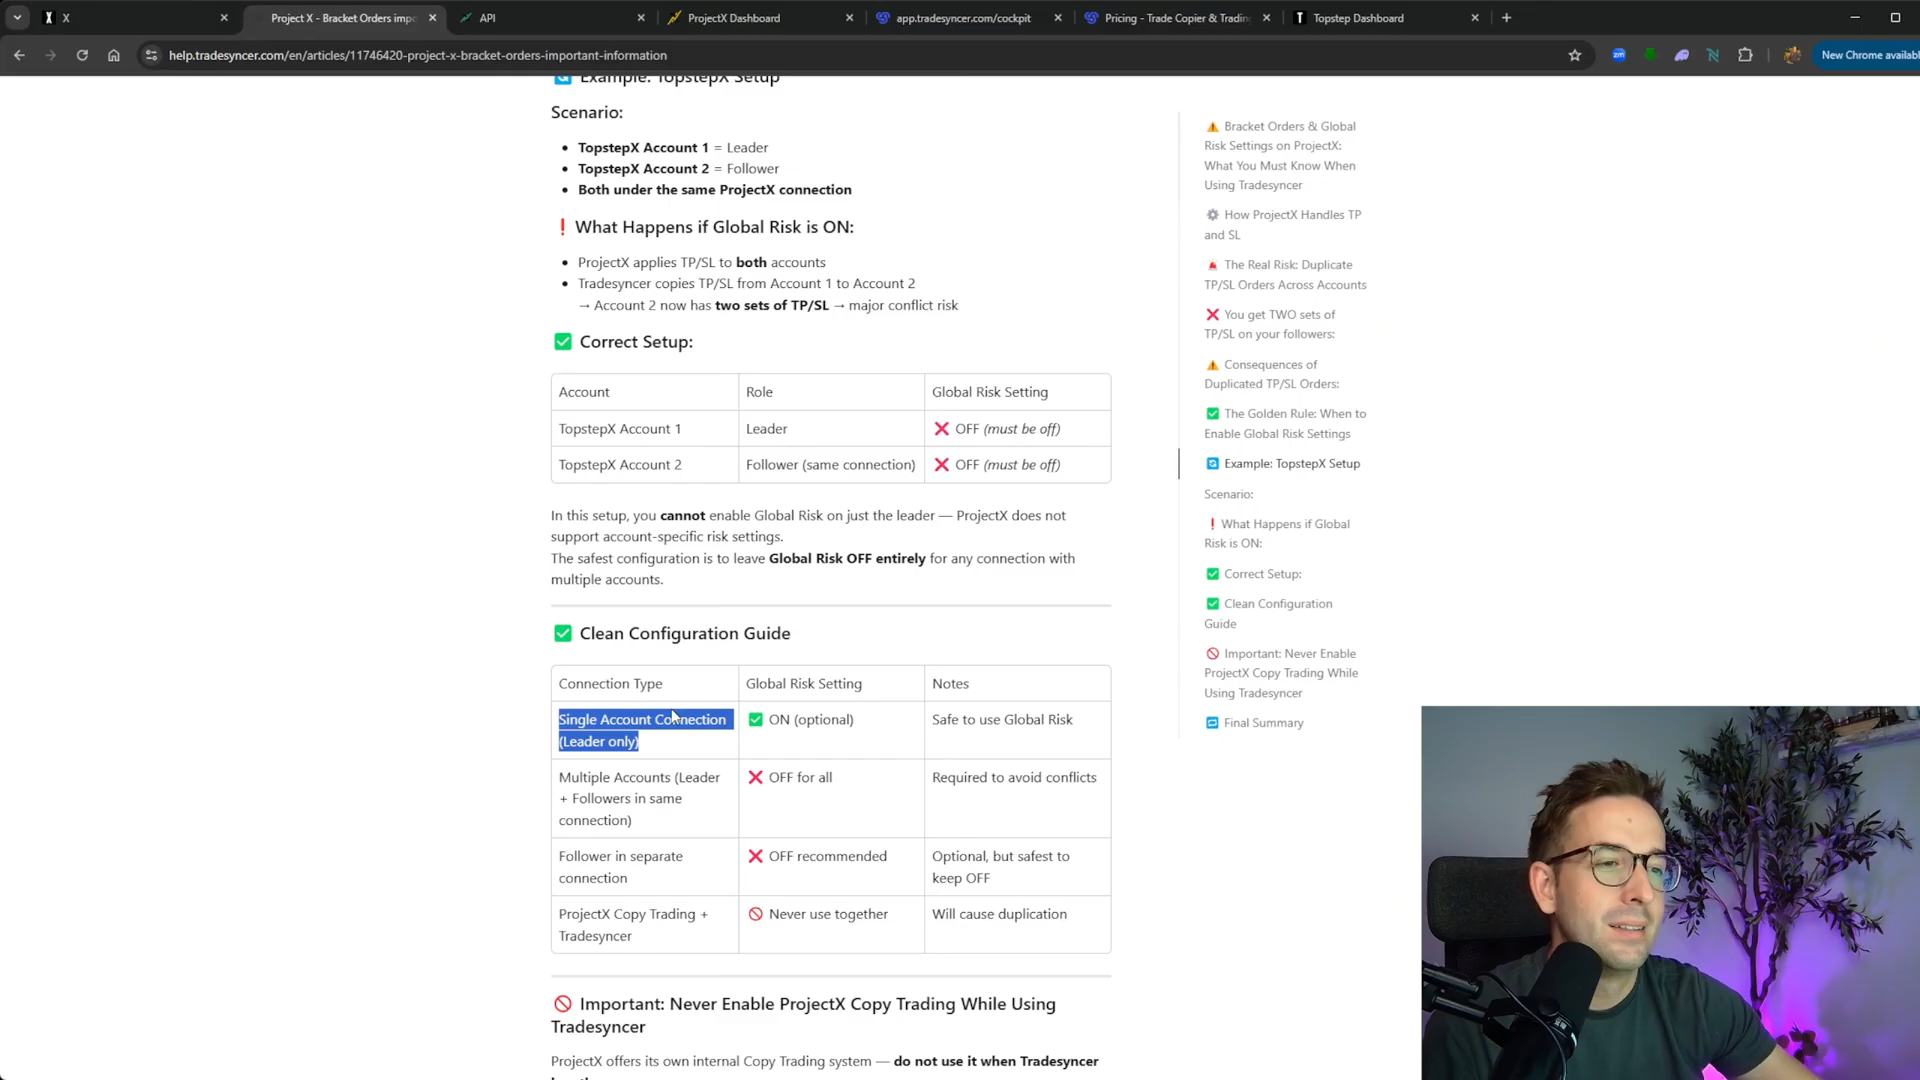 X
Project X - Bracket Orders impo
API
ProjectX Dashboard
app.tradesyncer.com/cockpit
Pricing - Trade Copier & Trading
Topstep Dashboard
help.tradesyncer.com/en/articles/11746420-project-x-bracket-orders-important-information
New Chrome availabl
Example: TopstepX Setup
Scenario:
TopstepX Account 1 = Leader
TopstepX Account 2 = Follower
Both under the same ProjectX connection
❗ What Happens if Global Risk is ON:
ProjectX applies TP/SL to both accounts
Tradesyncer copies TP/SL from Account 1 to Account 2
→ Account 2 now has two sets of TP/SL → major conflict risk
✅ Correct Setup:
Account Role Global Risk Setting
TopstepX Account 1 Leader ❌ OFF (must be off)
TopstepX Account 2 Follower (same connection) ❌ OFF (must be off)
In this setup, you cannot enable Global Risk on just the leader — ProjectX does not
support account-specific risk settings.
The safest configuration is to leave Global Risk OFF entirely for any connection with
multiple accounts.
✅ Clean Configuration Guide
Connection Type Global Risk Setting Notes
Single Account Connection ✅ ON (optional) Safe to use Global Risk
(Leader only)
Multiple Accounts (Leader ❌ OFF for all Required to avoid conflicts
+ Followers in same
connection)
Follower in separate ❌ OFF recommended Optional, but safest to
connection keep OFF
ProjectX Copy Trading + 🚫 Never use together Will cause duplication
Tradesyncer
🚫 Important: Never Enable ProjectX Copy Trading While Using
Tradesyncer
ProjectX offers its own internal Copy Trading system — do not use it when Tradesyncer
⚠️ Bracket Orders & Global
Risk Settings on ProjectX:
What You Must Know When
Using Tradesyncer
⚙️ How ProjectX Handles TP
and SL
🚨 The Real Risk: Duplicate
TP/SL Orders Across Accounts
❌ You get TWO sets of
TP/SL on your followers:
⚠️ Consequences of
Duplicated TP/SL Orders:
✅ The Golden Rule: When to
Enable Global Risk Settings
🔄 Example: TopstepX Setup
Scenario:
❗ What Happens if Global
Risk is ON:
✅ Correct Setup:
✅ Clean Configuration
Guide
🚫 Important: Never Enable
ProjectX Copy Trading While
Using Tradesyncer
🔁 Final Summary